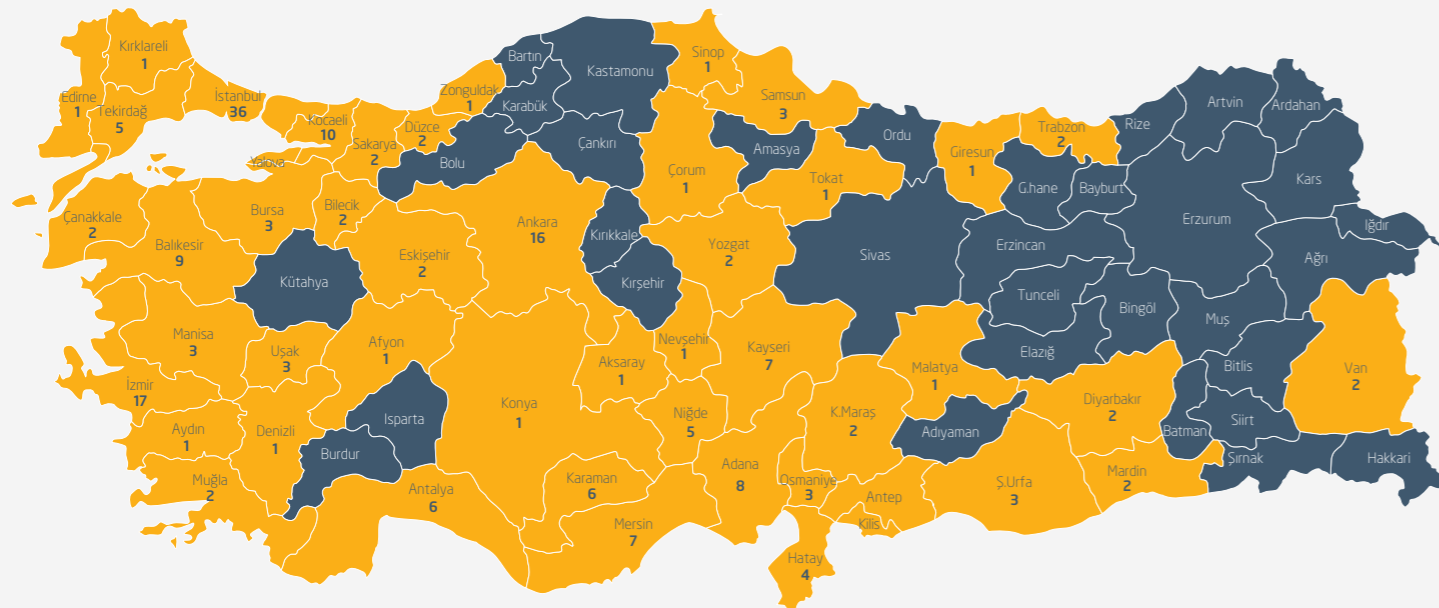 Kırklareli
1
Edirne
1
Tekirdağ
5
İstanbul
36
Kocaeli
10
Yalova
Sakarya
2
Düzce
2
Zonguldak
1
Bartın
Karabük
Kastamonu
Bolu
Çankırı
Sinop
1
Samsun
3
Amasya
Çorum
1
Tokat
1
Ordu
Giresun
1
Trabzon
2
Rize
Artvin
Ardahan
Kars
Iğdır
Ağrı
Erzurum
Bayburt
G.hane
Erzincan
Tunceli
Bingöl
Elazığ
Muş
Bitlis
Siirt
Batman
Şırnak
Hakkari
Van
2
Çanakkale
2
Balıkesir
9
Bursa
3
Bilecik
2
Kütahya
Eskişehir
2
Ankara
16
Kırıkkale
Kırşehir
Yozgat
2
Sivas
Manisa
3
Uşak
3
Afyon
1
İzmir
17
Aydın
1
Denizli
1
Muğla
2
Burdur
Isparta
Antalya
6
Konya
1
Aksaray
1
Nevşehir
1
Kayseri
7
Niğde
5
Karaman
6
Mersin
7
Adana
8
Osmaniye
3
Hatay
4
K.Maraş
2
Malatya
1
Adıyaman
Antep
Kilis
Ş.Urfa
3
Diyarbakır
2
Mardin
2